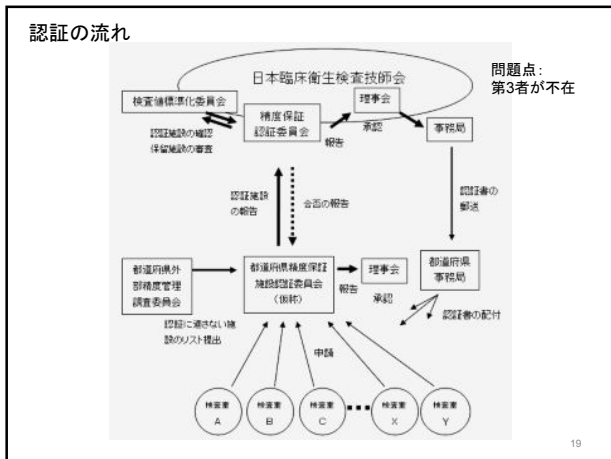 認証の流れ
日本臨床衛生検査技師会
問題点:
第3者が不在
検査値標準化委員会
精度保証
認証委員会
理事会
事務局
認証施設の確認
保留施設の審査
報告
承認
認証施設
の報告
合否の報告
認証書の
郵送
都道府県外
部精度管理
調査委員会
都道府県精度保証
施設認証委員会
(仮称)
報告
理事会
承認
都道府県
事務局
認証に適さない施
設のリスト提出
認証書の配付
申請
検査室
A
検査室
B
検査室
C
検査室
X
検査室
Y
19